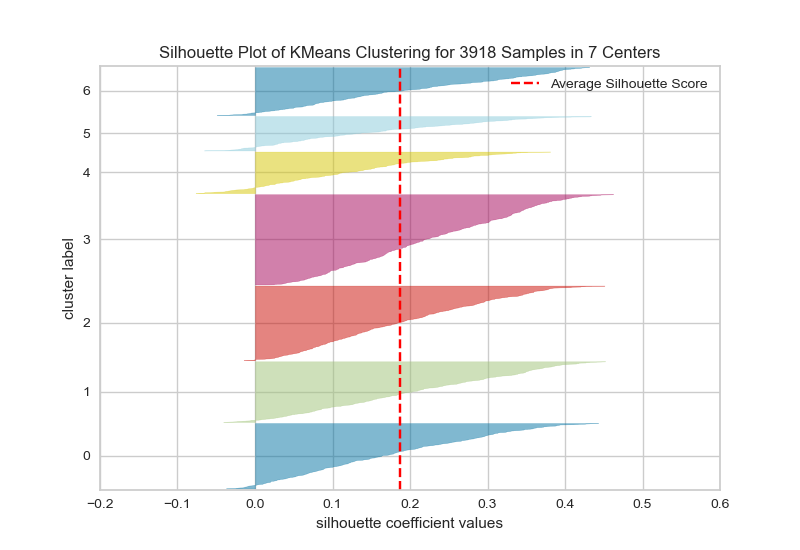 Silhouette Plot of KMeans Clustering for 3918 Samples in 7 Centers
Average Silhouette Score
6
5
4
3
2
1
0
cluster label
−0.2 −0.1 0.0 0.1 0.2 0.3 0.4 0.5 0.6
silhouette coefficient values